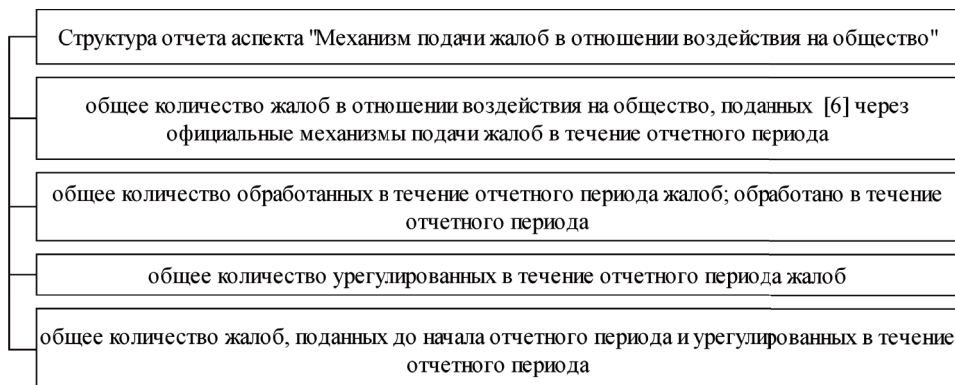 Структура отчета аспекта "Механизм подачи жалоб в отношении воздействия на общество"
общее количество жалоб в отношении воздействия на общество, поданных [6] через
официальные механизмы подачи жалоб в течение отчетного периода
общее количество обработанных в течение отчетного периода жалоб; обработано в течение
отчетного периода
общее количество урегулированных в течение отчетного периода жалоб
общее количество жалоб, поданных до начала отчетного периода и урегулированных в течение
отчетного периода